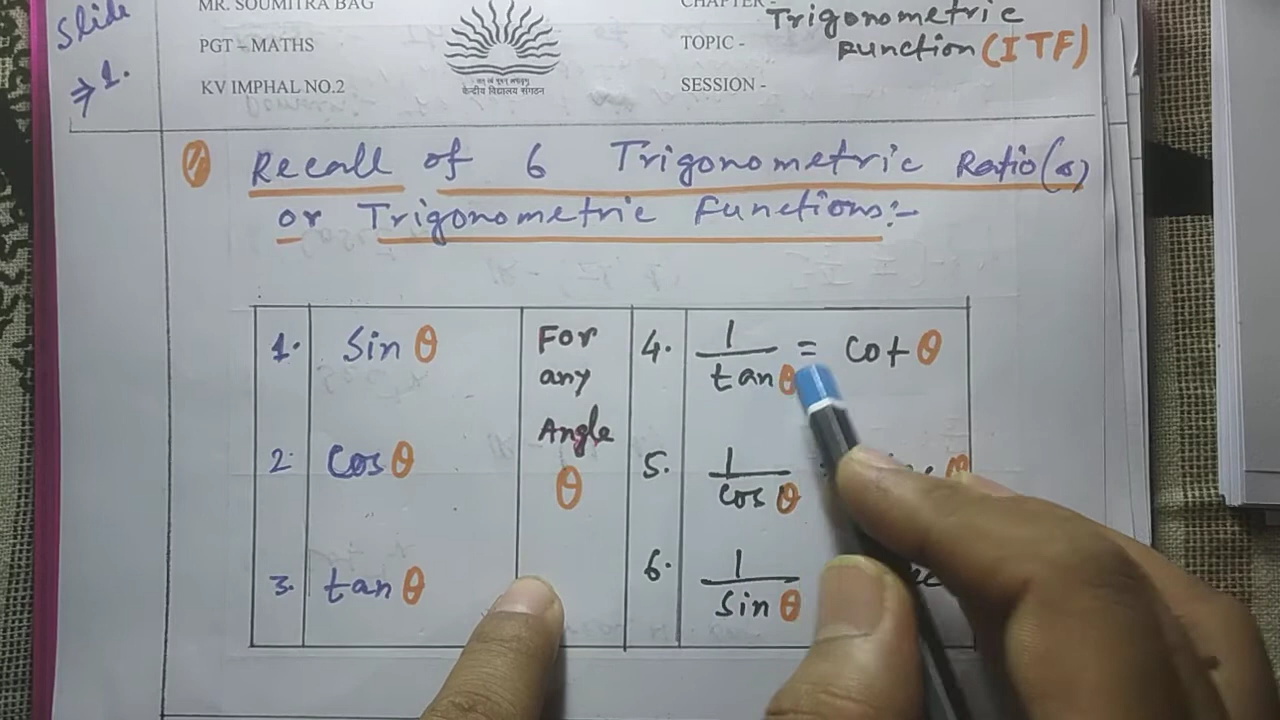 Slide
⇒ 1.
MR. SOUMITRA BAG
PGT – MATHS
KV IMPHAL NO.2
केन्द्रीय विद्यालय संगठन
CHAPTER -
TOPIC -
SESSION -
Trigonometric
Function (ITF)
1. Recall of 6 Trigonometric Ratio(s)
or Trigonometric Functions:-
1. Sin θ
2. Cos θ
3. tan θ
For
any
Angle
θ
4. 1/tan θ = Cot θ
5. 1/Cos θ
6. 1/Sin θ